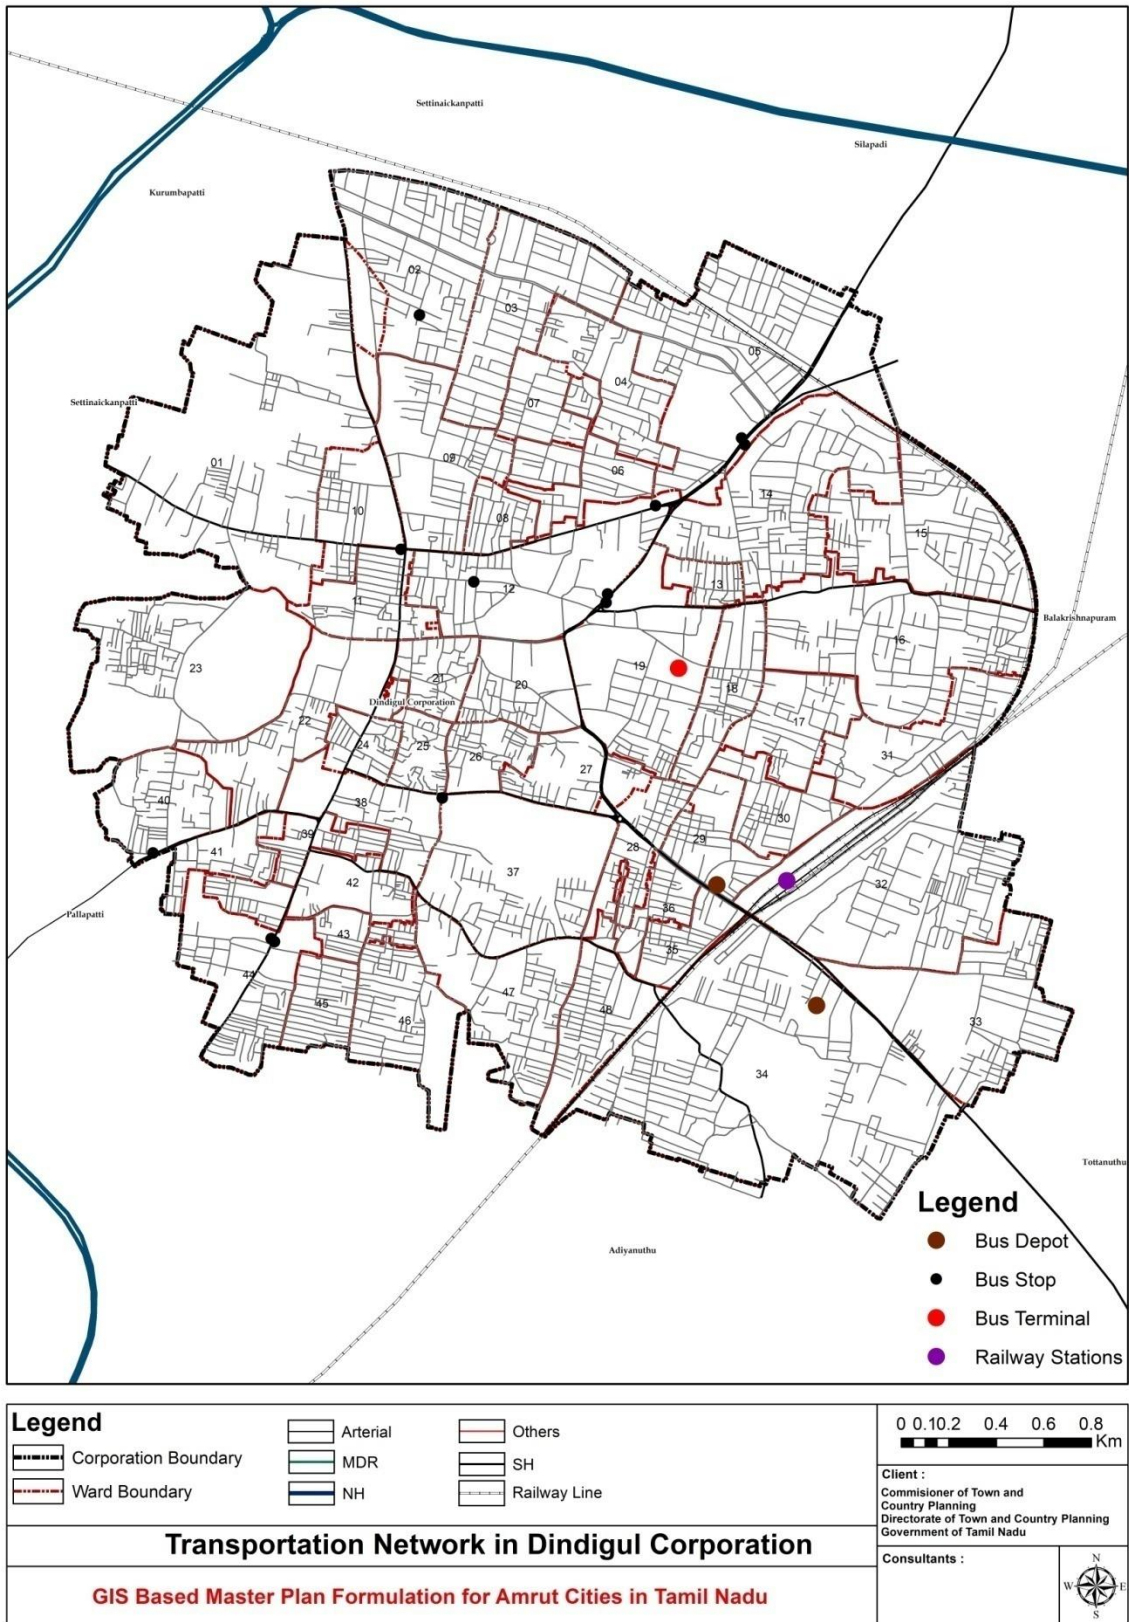 Settinaickanpatti
Silapadi
Kurumbapatti
02
03
05
04
Settinaickanpatti
07
09
01
06
14
10
08
15
13
12
11
Balakrishnapuram
16
23
19
18
21
20
Dindigul Corporation
22
17
24
25
26
27
31
40
38
39
30
28
29
41
37
42
32
Pallapatti
36
43
35
44
45
46
47
48
33
34
Tottanuthu
Adiyanuthu
Legend
Bus Depot
Bus Stop
Bus Terminal
Railway Stations
Legend
Corporation Boundary
Ward Boundary
Arterial
MDR
NH
Others
SH
Railway Line
0 0.10.2 0.4 0.6 0.8
Km
Client :
Commisioner of Town and
Country Planning
Directorate of Town and Country Planning
Government of Tamil Nadu
Consultants :
N
W E
S
Transportation Network in Dindigul Corporation
GIS Based Master Plan Formulation for Amrut Cities in Tamil Nadu